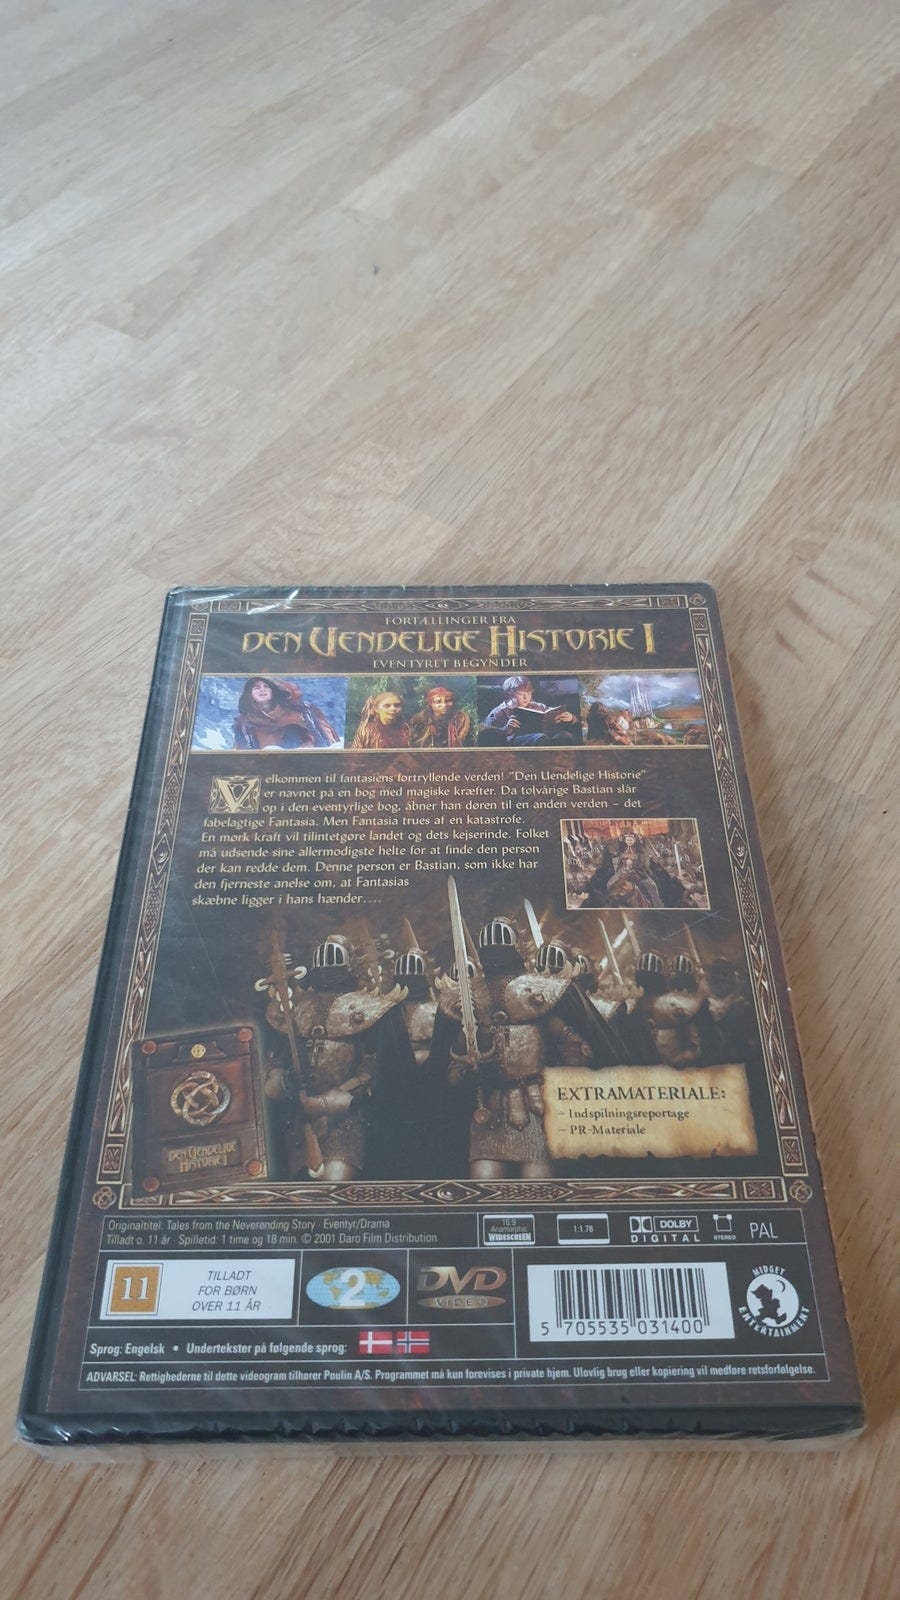 FORTÆLLINGER FRA
DEN UENDELIGE HISTORIE I
EVENTYRET BEGYNDER
Velkommen til fantasiens fortryllende verden! "Den Uendelige Historie"
er navnet på en bog med magiske kræfter. Da tolvårige Bastian slår
op i den eventyrlige bog, åbner han døren til en anden verden – det
fabelagtige Fantasia. Men Fantasia trues af en katastrofe.
En mørk kraft vil tilintetgøre landet og dets kejserinde. Folket
må udsende sine allermodigste helte for at finde den person
der kan redde dem. Denne person er Bastian, som ikke har
den fjerneste anelse om, at Fantasias
skæbne ligger i hans hænder....
DEN UENDELIGE
HISTORIE I
EXTRAMATERIALE:
– Indspilningsreportage
– PR-Materiale
Originaltitel: Tales from the Neverending Story · Eventyr/Drama
Tilladt o. 11 år · Spilletid: 1 time og 18 min. © 2001 Daro Film Distribution
16:9
Anamorphic
WIDESCREEN
1:1.78
DOLBY
DIGITAL
STEREO
PAL
11
TILLADT
FOR BØRN
OVER 11 ÅR
2
DVD
VIDEO
5 705535 031400
MIDGET
ENTERTAINMENT
Sprog: Engelsk • Undertekster på følgende sprog:
ADVARSEL: Rettighederne til dette videogram tilhører Poulin A/S. Programmet må kun forevises i private hjem. Ulovlig brug eller kopiering vil medføre retsforfølgelse.